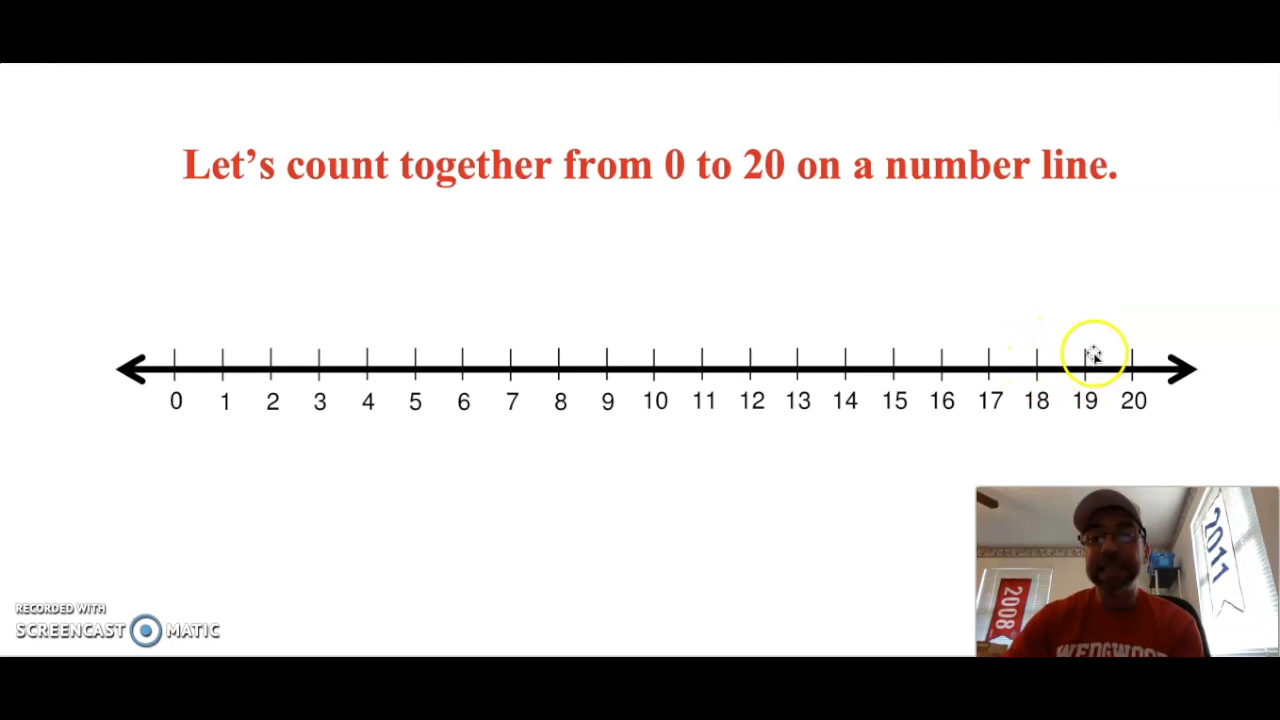 Let's count together from 0 to 20 on a number line.
0 1 2 3 4 5 6 7 8 9 10 11 12 13 14 15 16 17 18 19 20
2011
2008
WEDGWOOD
RECORDED WITH
SCREENCAST MATIC